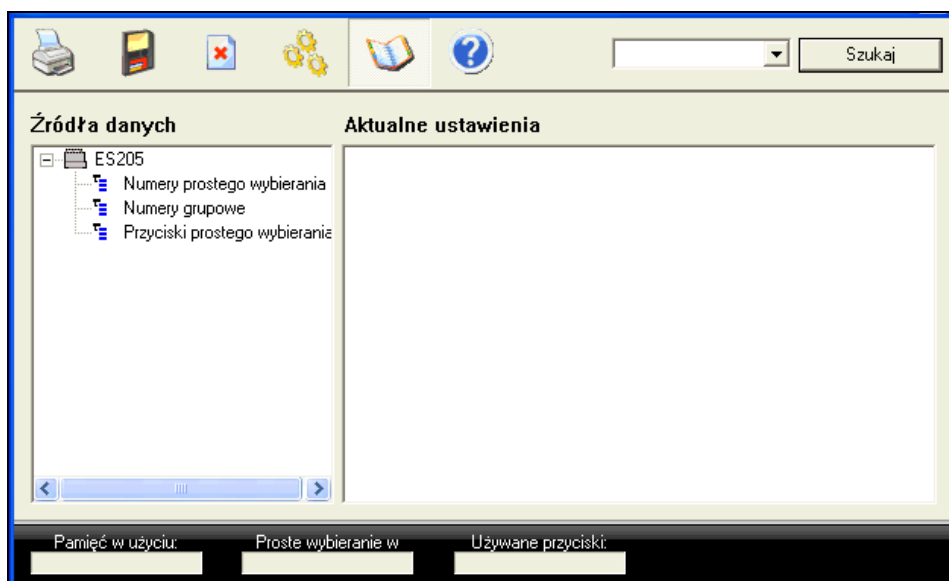 Szukaj
Źródła danych
Aktualne ustawienia
ES205
Numery prostego wybierania
Numery grupowe
Przyciski prostego wybierania
Pamięć w użyciu:
Proste wybieranie w
Używane przyciski: